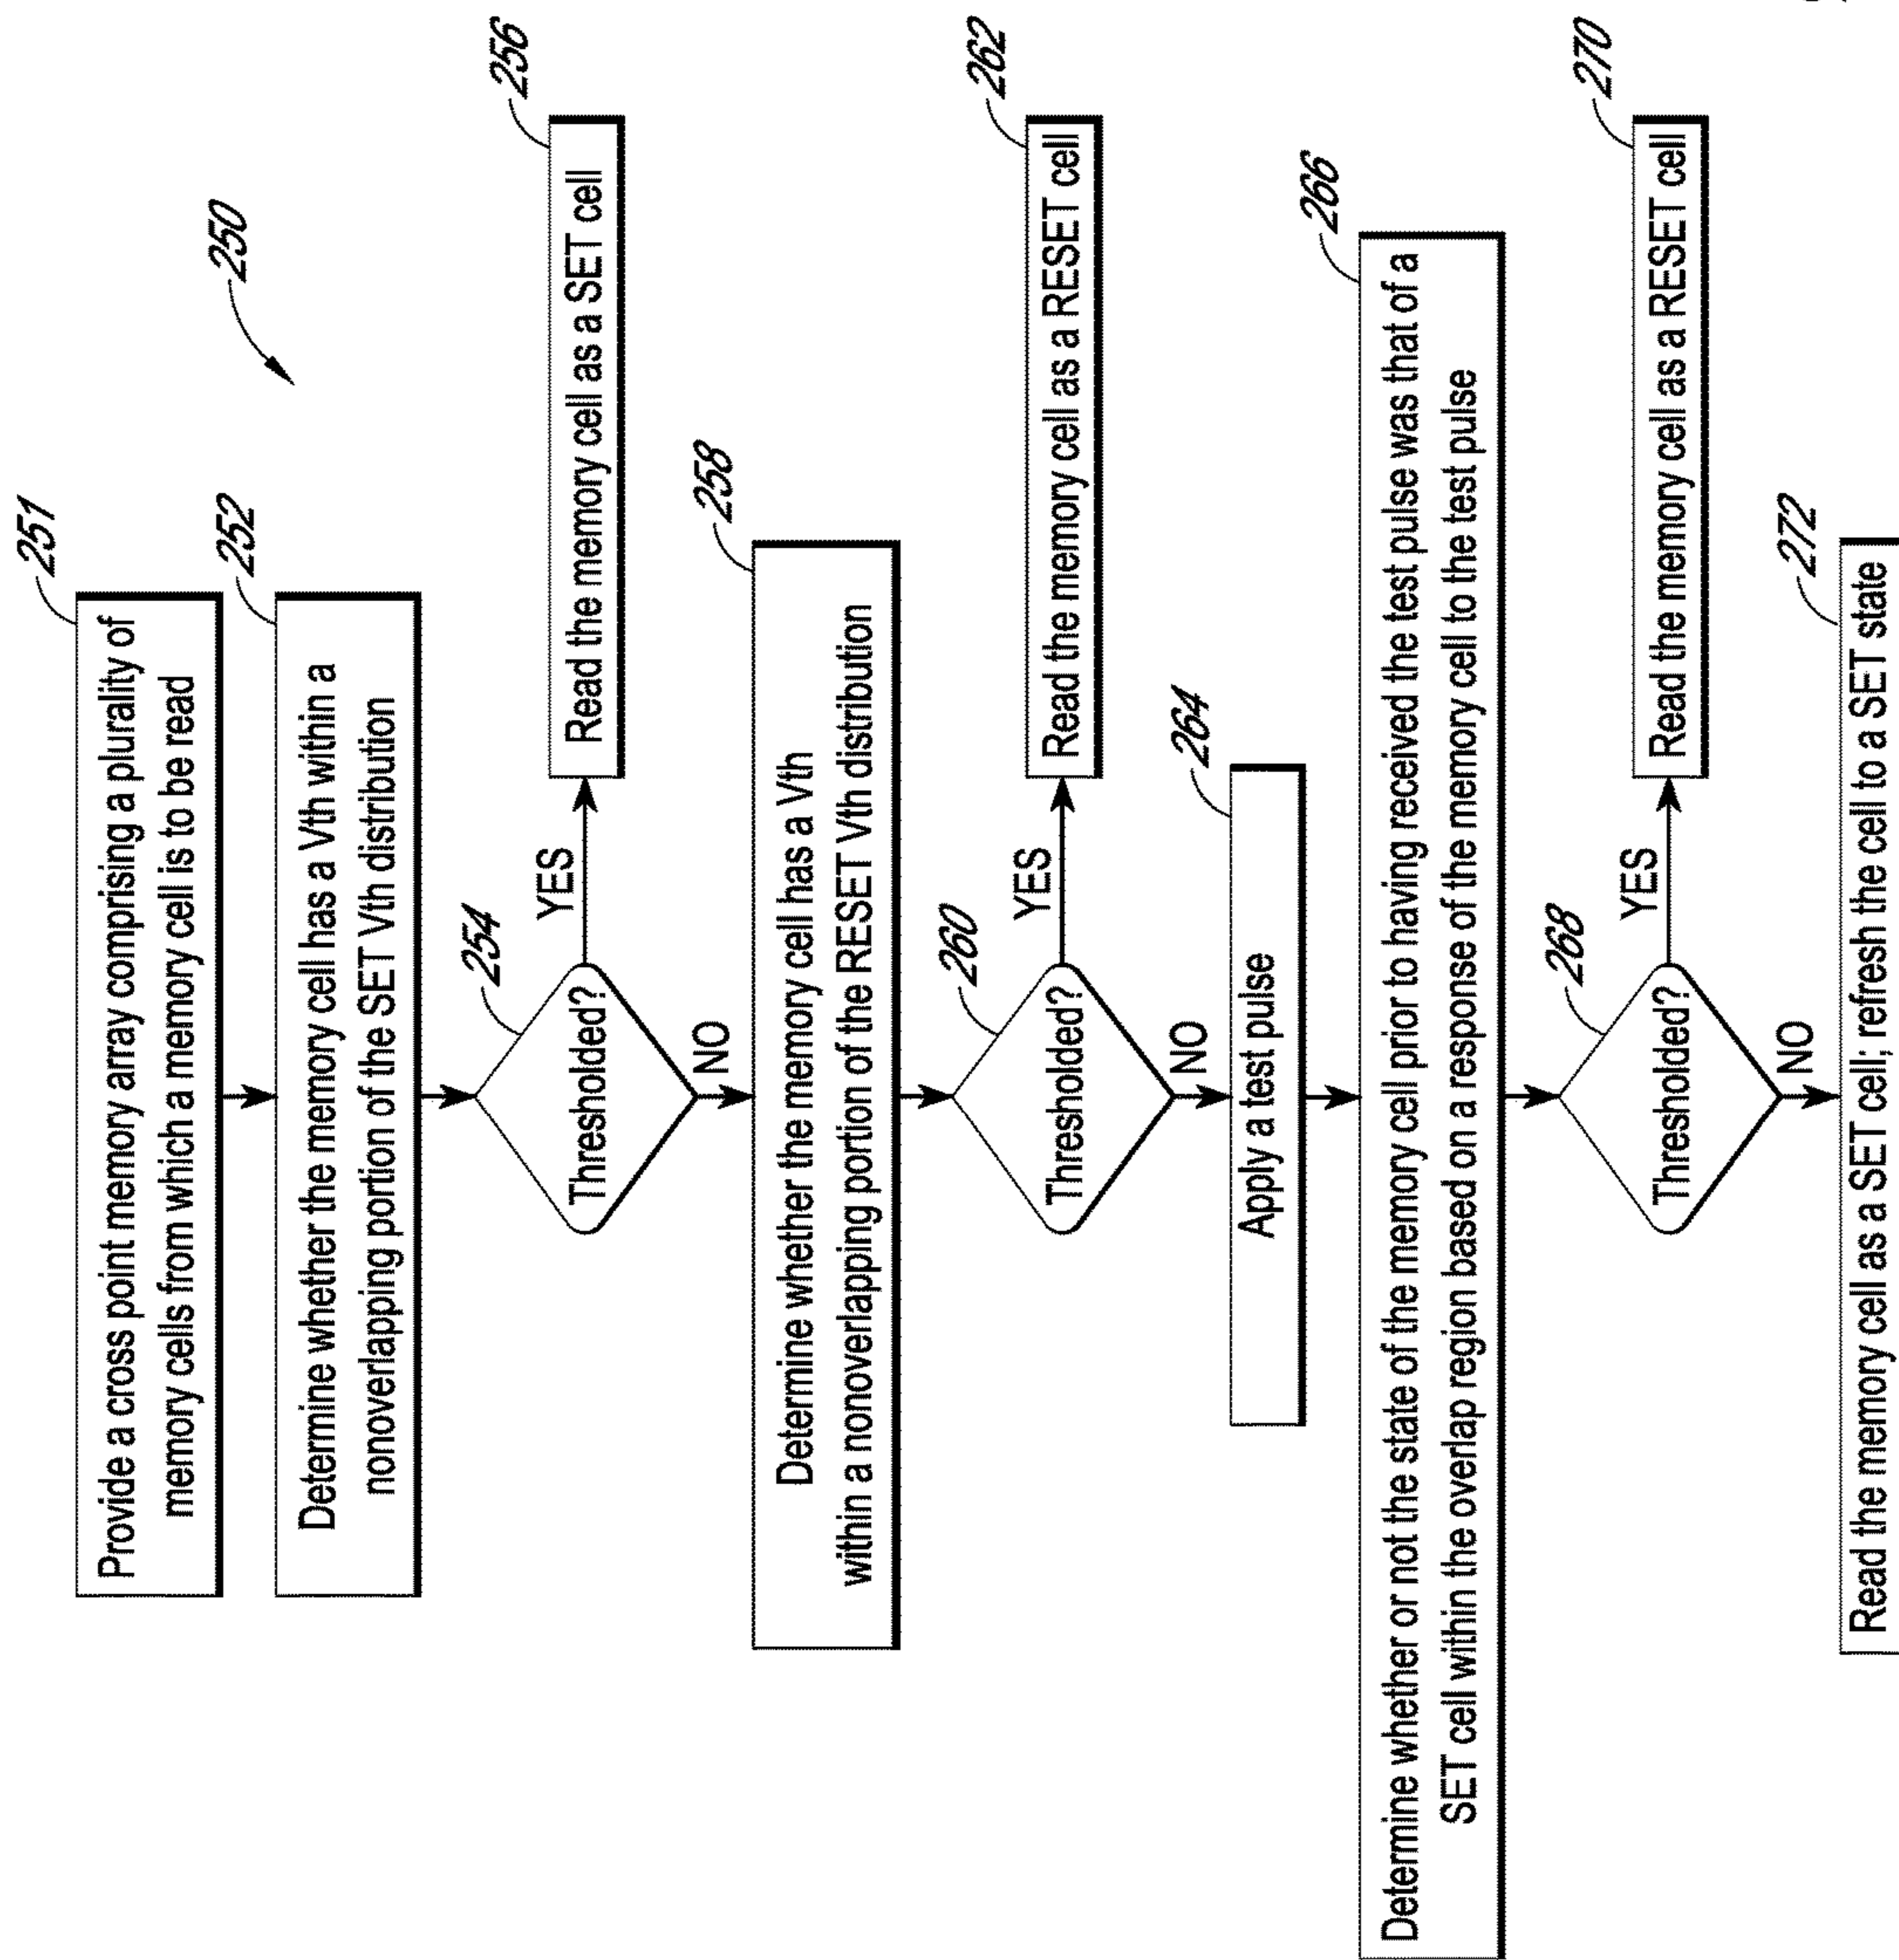 250
251
Provide a cross point memory array comprising a plurality of
memory cells from which a memory cell is to be read
252
Determine whether the memory cell has a Vth within a
nonoverlapping portion of the SET Vth distribution
254
Thresholded?
YES
256
Read the memory cell as a SET cell
NO
258
Determine whether the memory cell has a Vth
within a nonoverlapping portion of the RESET Vth distribution
260
Thresholded?
YES
262
Read the memory cell as a RESET cell
NO
264
Apply a test pulse
266
Determine whether or not the state of the memory cell prior to having received the test pulse was that of a
SET cell within the overlap region based on a response of the memory cell to the test pulse
268
Thresholded?
YES
270
Read the memory cell as a RESET cell
NO
272
Read the memory cell as a SET cell; refresh the cell to a SET state